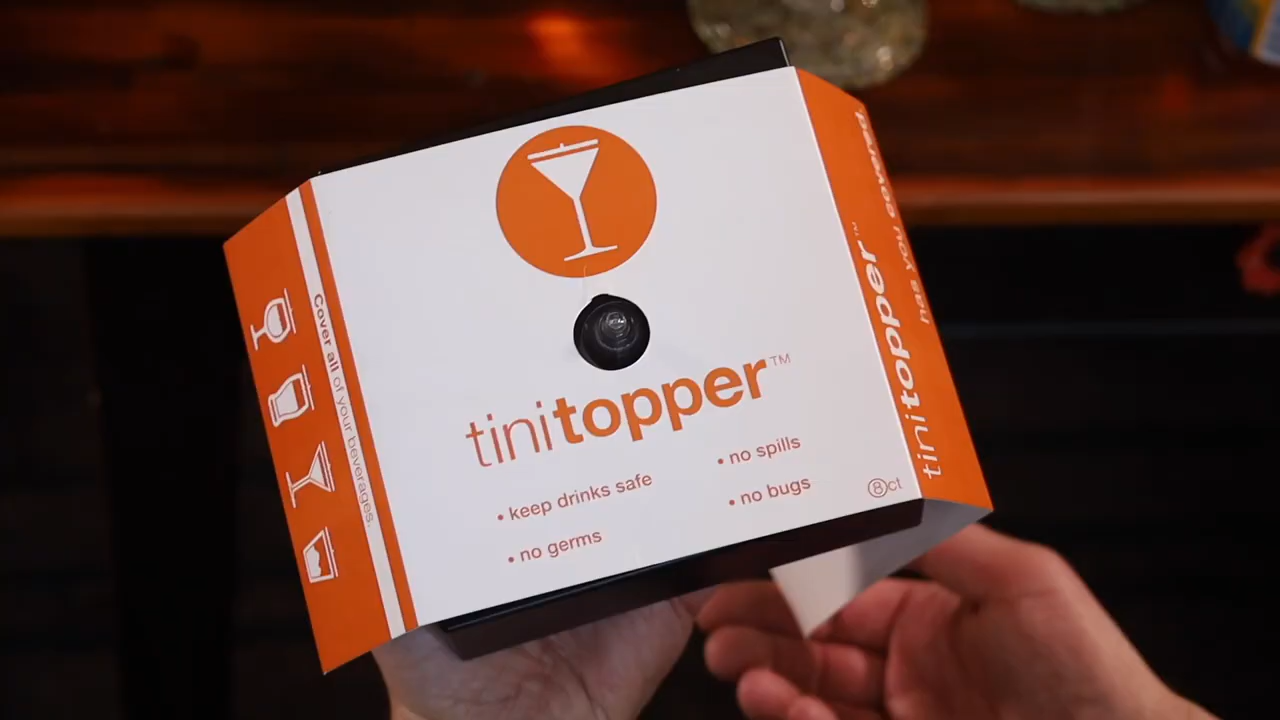 Cover all of your beverages.
tinitopper™
• keep drinks safe
• no germs
• no spills
• no bugs
8ct
tinitopper™ has you covered.